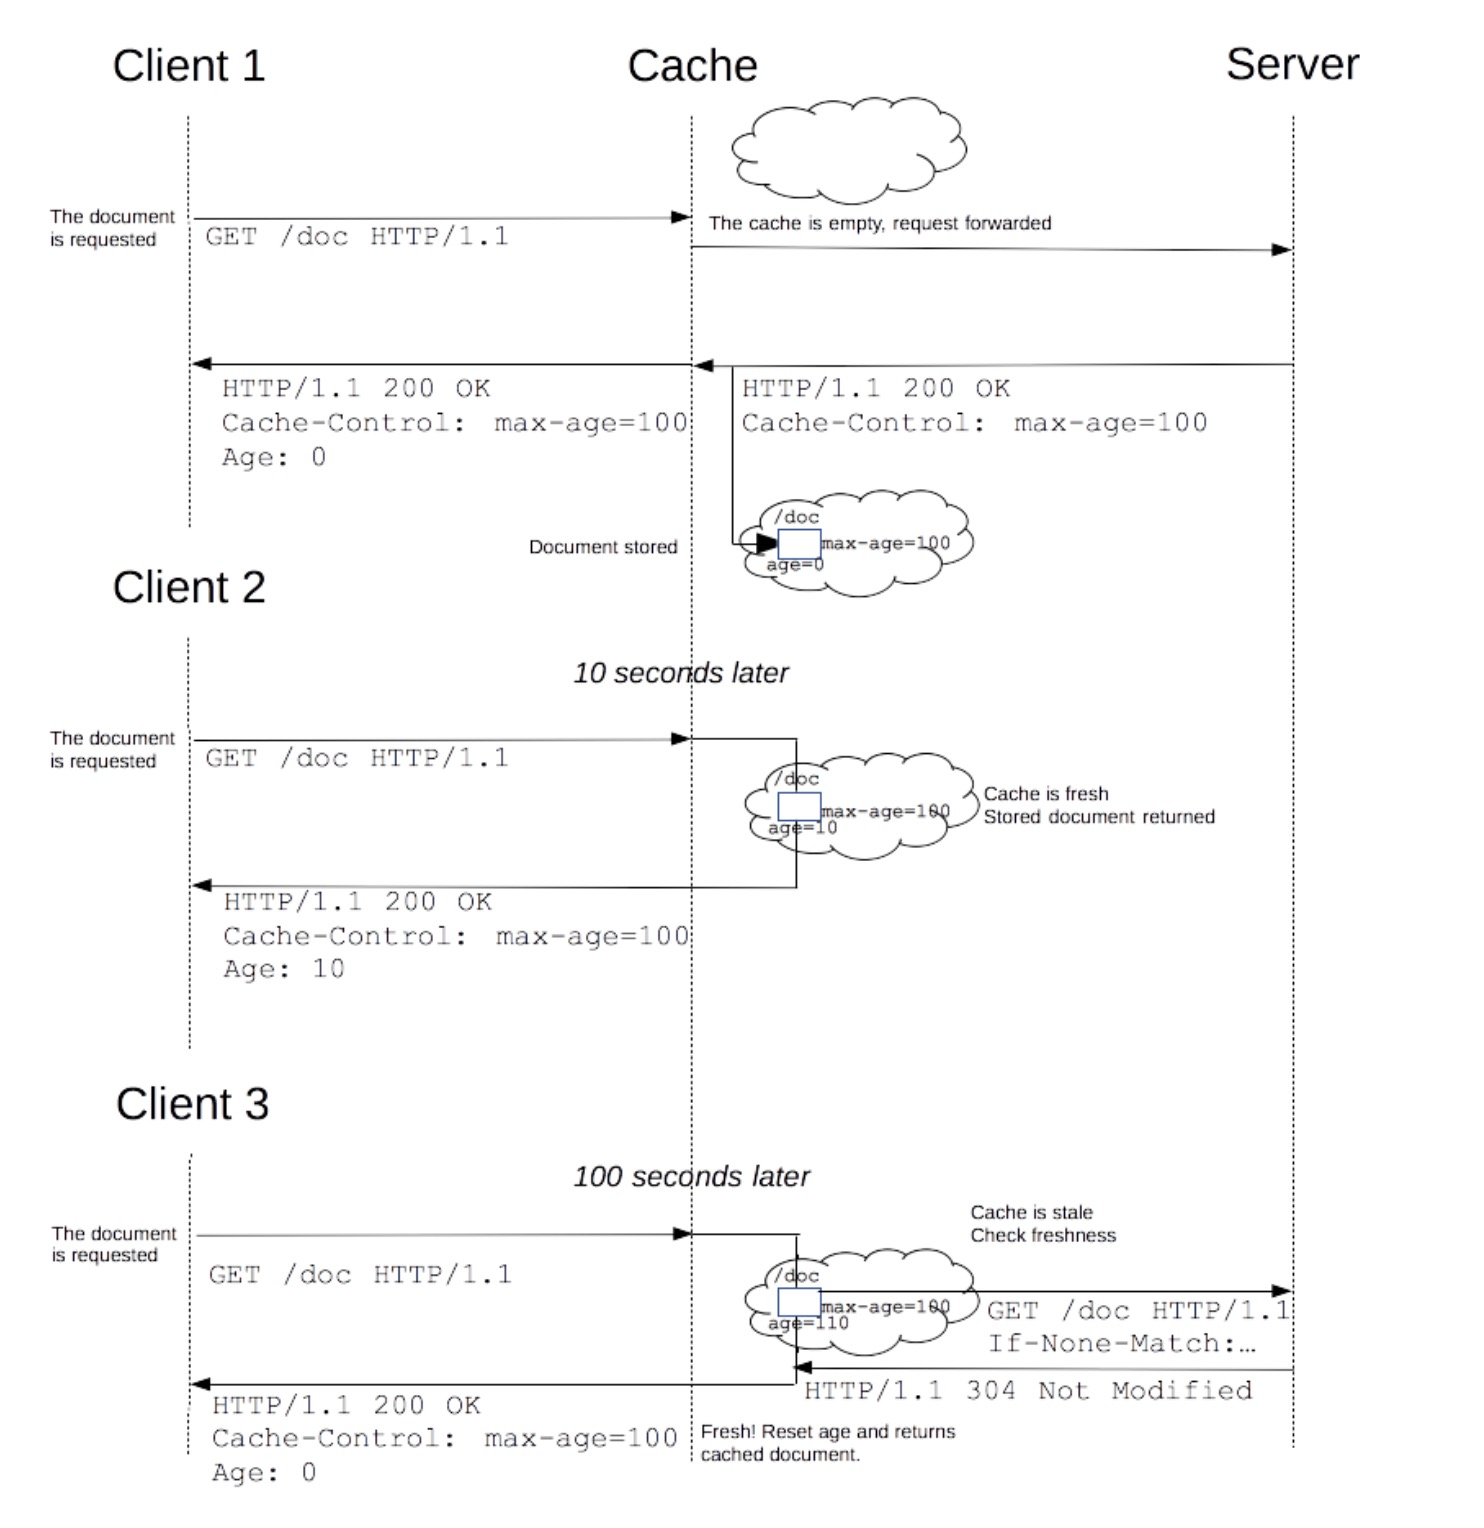 Client 1
Cache
Server
The document
is requested
GET /doc HTTP/1.1
The cache is empty, request forwarded
HTTP/1.1 200 OK
Cache-Control: max-age=100
Age: 0
HTTP/1.1 200 OK
Cache-Control: max-age=100
Document stored
/doc
max-age=100
age=0
Client 2
10 seconds later
The document
is requested
GET /doc HTTP/1.1
/doc
max-age=100
age=10
Cache is fresh
Stored document returned
HTTP/1.1 200 OK
Cache-Control: max-age=100
Age: 10
Client 3
100 seconds later
The document
is requested
GET /doc HTTP/1.1
Cache is stale
Check freshness
/doc
max-age=100
age=110
GET /doc HTTP/1.1
If-None-Match:…
HTTP/1.1 304 Not Modified
HTTP/1.1 200 OK
Cache-Control: max-age=100
Age: 0
Fresh! Reset age and returns
cached document.